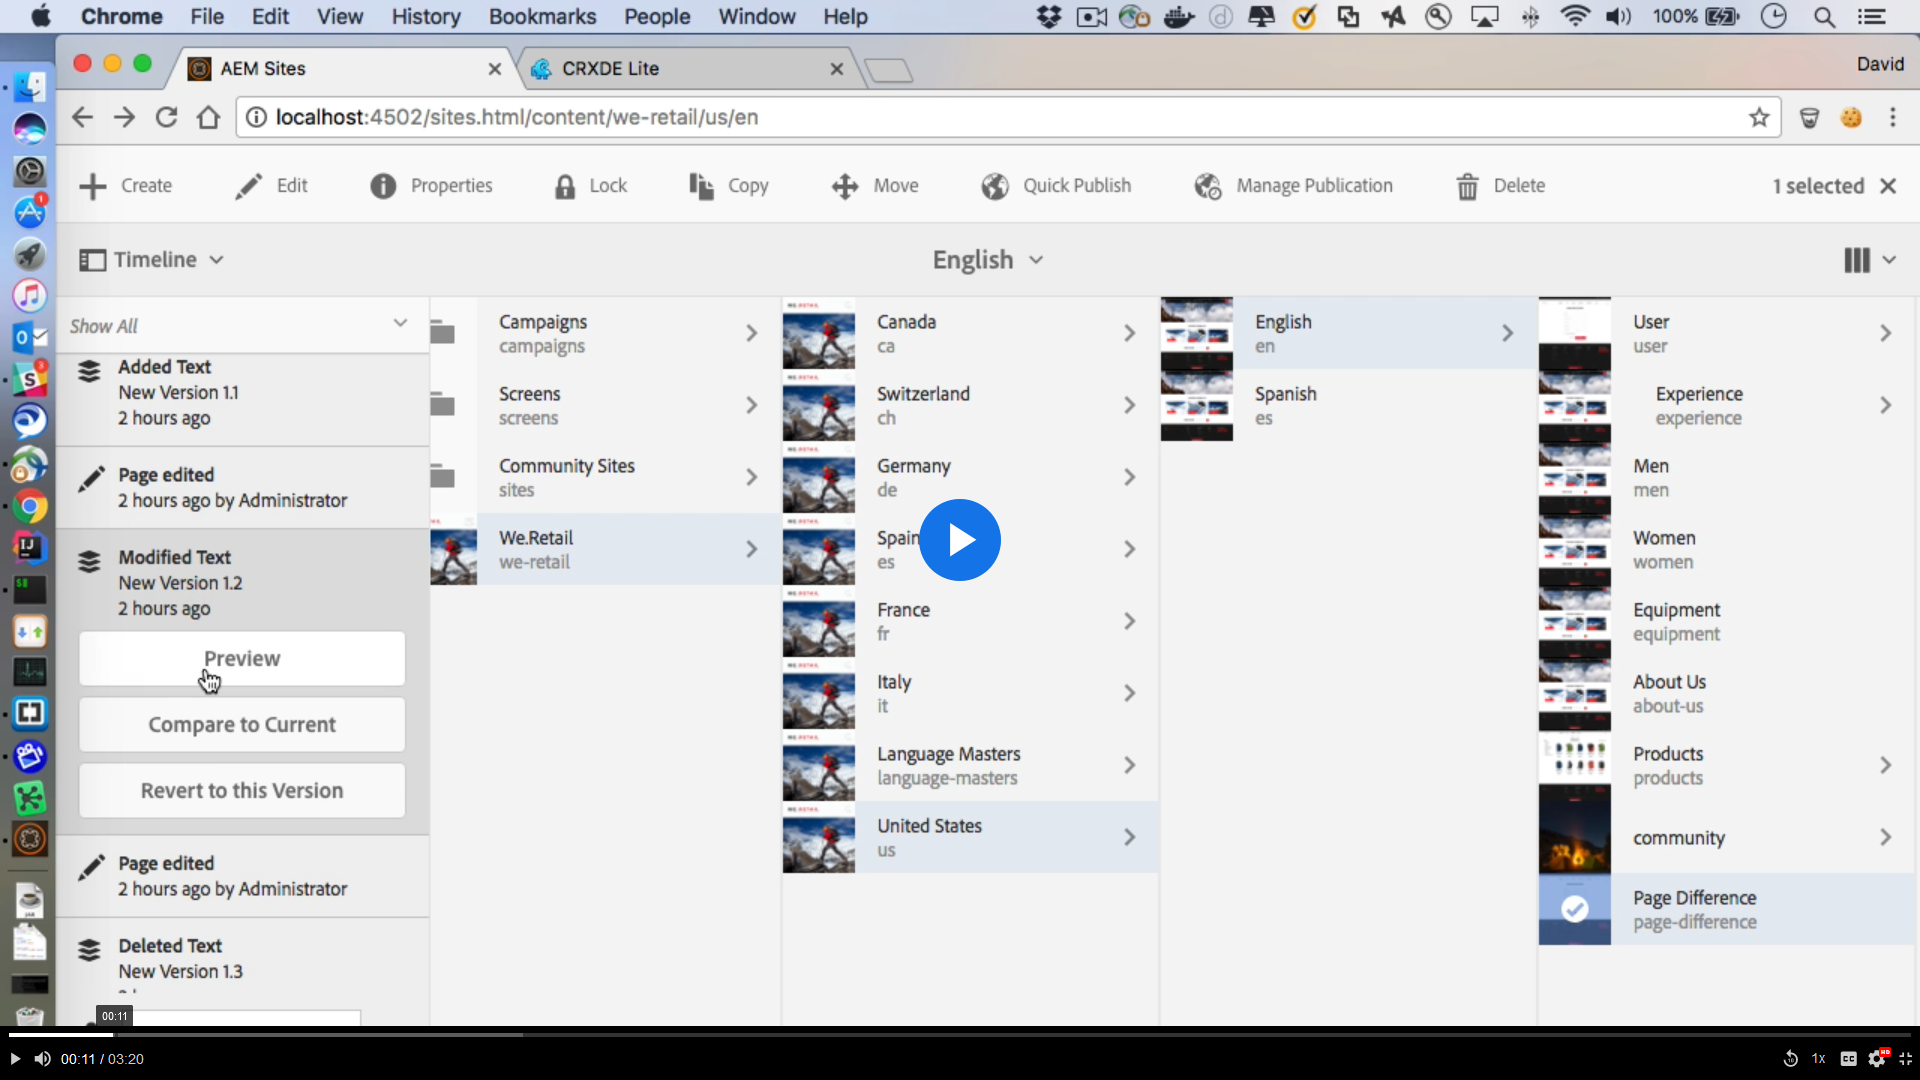 Chrome File Edit View History Bookmarks People Window Help 100%
AEM Sites
CRXDE Lite
David
localhost:4502/sites.html/content/we-retail/us/en
Create Edit Properties Lock Copy Move Quick Publish Manage Publication Delete 1 selected
Timeline
English
Show All
Added Text
New Version 1.1
2 hours ago
Page edited
2 hours ago by Administrator
Modified Text
New Version 1.2
2 hours ago
Preview
Compare to Current
Revert to this Version
Page edited
2 hours ago by Administrator
Deleted Text
New Version 1.3
Campaigns
campaigns
Screens
screens
Community Sites
sites
We.Retail
we-retail
Canada
ca
Switzerland
ch
Germany
de
Spain
es
France
fr
Italy
it
Language Masters
language-masters
United States
us
English
en
Spanish
es
User
user
Experience
experience
Men
men
Women
women
Equipment
equipment
About Us
about-us
Products
products
community
Page Difference
page-difference
00:11
00:11 / 03:20
1x
CC
HD